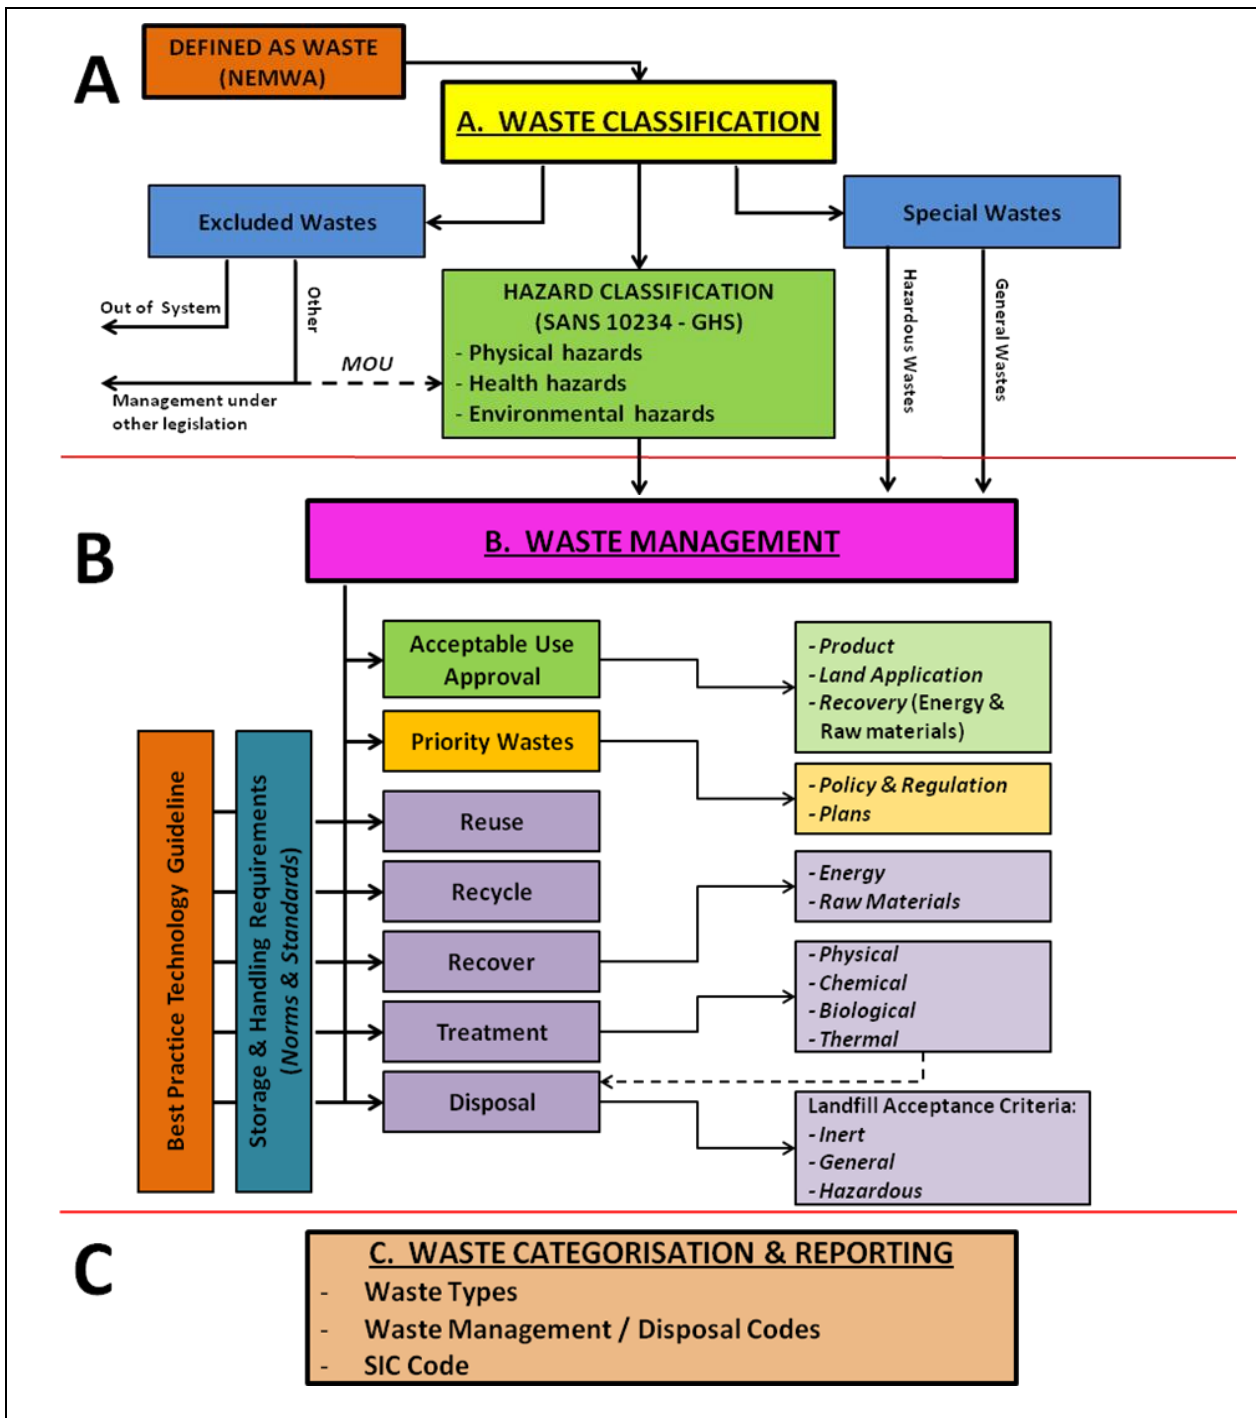 A
DEFINED AS WASTE
(NEMWA)
A. WASTE CLASSIFICATION
Excluded Wastes
Special Wastes
Out of System
Other
MOU
Management under
other legislation
HAZARD CLASSIFICATION
(SANS 10234 - GHS)
- Physical hazards
- Health hazards
- Environmental hazards
Hazardous Wastes
General Wastes
B
B. WASTE MANAGEMENT
Best Practice Technology Guideline
Storage & Handling Requirements
(Norms & Standards)
Acceptable Use
Approval
Priority Wastes
Reuse
Recycle
Recover
Treatment
Disposal
- Product
- Land Application
- Recovery (Energy &
Raw materials)
- Policy & Regulation
- Plans
- Energy
- Raw Materials
- Physical
- Chemical
- Biological
- Thermal
Landfill Acceptance Criteria:
- Inert
- General
- Hazardous
C
C. WASTE CATEGORISATION & REPORTING
- Waste Types
- Waste Management / Disposal Codes
- SIC Code